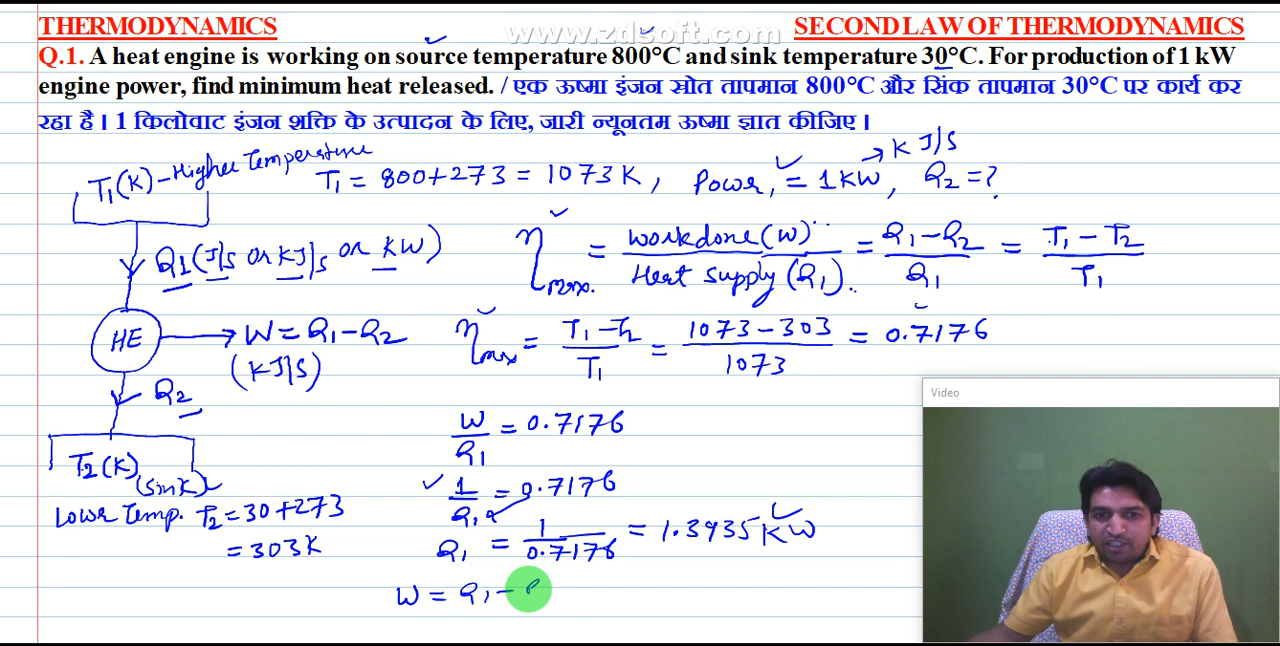 THERMODYNAMICS SECOND LAW OF THERMODYNAMICS
www.zdsoft.com
Q.1. A heat engine is working on source temperature 800°C and sink temperature 30°C. For production of 1 kW
engine power, find minimum heat released. / एक ऊष्मा इंजन स्रोत तापमान 800°C और सिंक तापमान 30°C पर कार्य कर
रहा है। 1 किलोवाट इंजन शक्ति के उत्पादन के लिए, जारी न्यूनतम ऊष्मा ज्ञात कीजिए।
T1(K)-Higher Temperature
T1 = 800+273 = 1073K, Power, = 1KW, → KJ/S Q2 = ?
Q1 (J/s or KJ/s or KW)
η max. = workdone(W) / Heat supply (Q1) = Q1-Q2 / Q1 = T1-T2 / T1
HE → W = Q1-Q2
(KJ/S)
η max = T1-T2 / T1 = 1073-303 / 1073 = 0.7176
Q2
W / Q1 = 0.7176
T2(K)
(sink)
1 / Q1 = 0.7176
Lower Temp. T2 = 30+273
= 303K
Q1 = 1 / 0.7176 = 1.3935 KW
W = Q1 -
Video